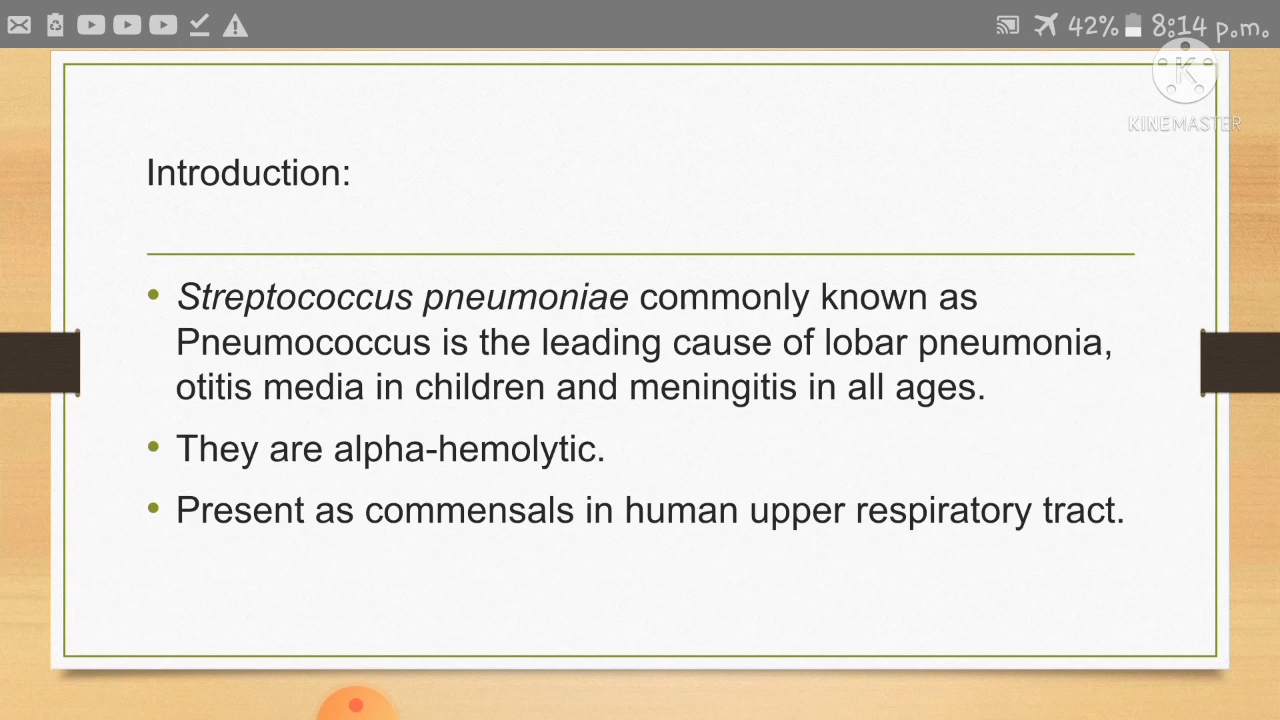 42% 8:14 p.m.
KINEMASTER
Introduction:
• Streptococcus pneumoniae commonly known as
Pneumococcus is the leading cause of lobar pneumonia,
otitis media in children and meningitis in all ages.
• They are alpha-hemolytic.
• Present as commensals in human upper respiratory tract.